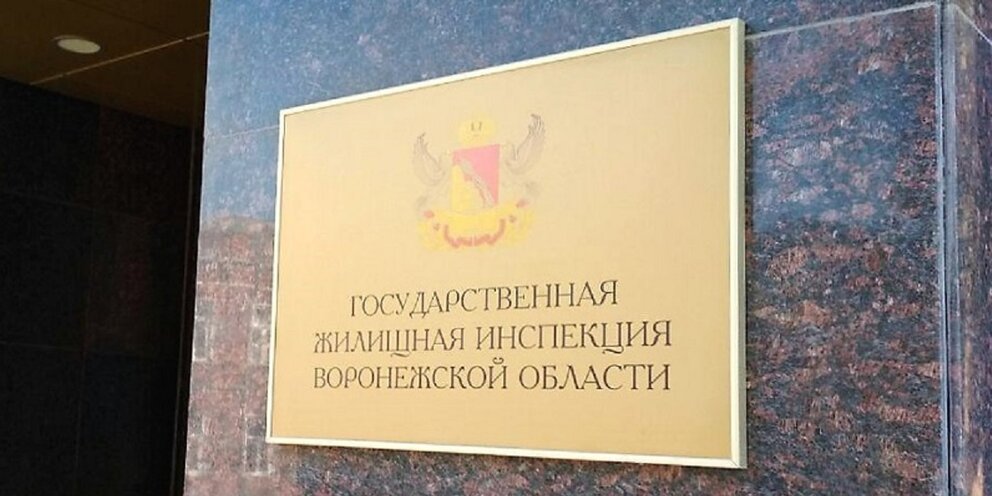 ГОСУДАРСТВЕННАЯ
ЖИЛИЩНАЯ ИНСПЕКЦИЯ
ВОРОНЕЖСКОЙ ОБЛАСТИ